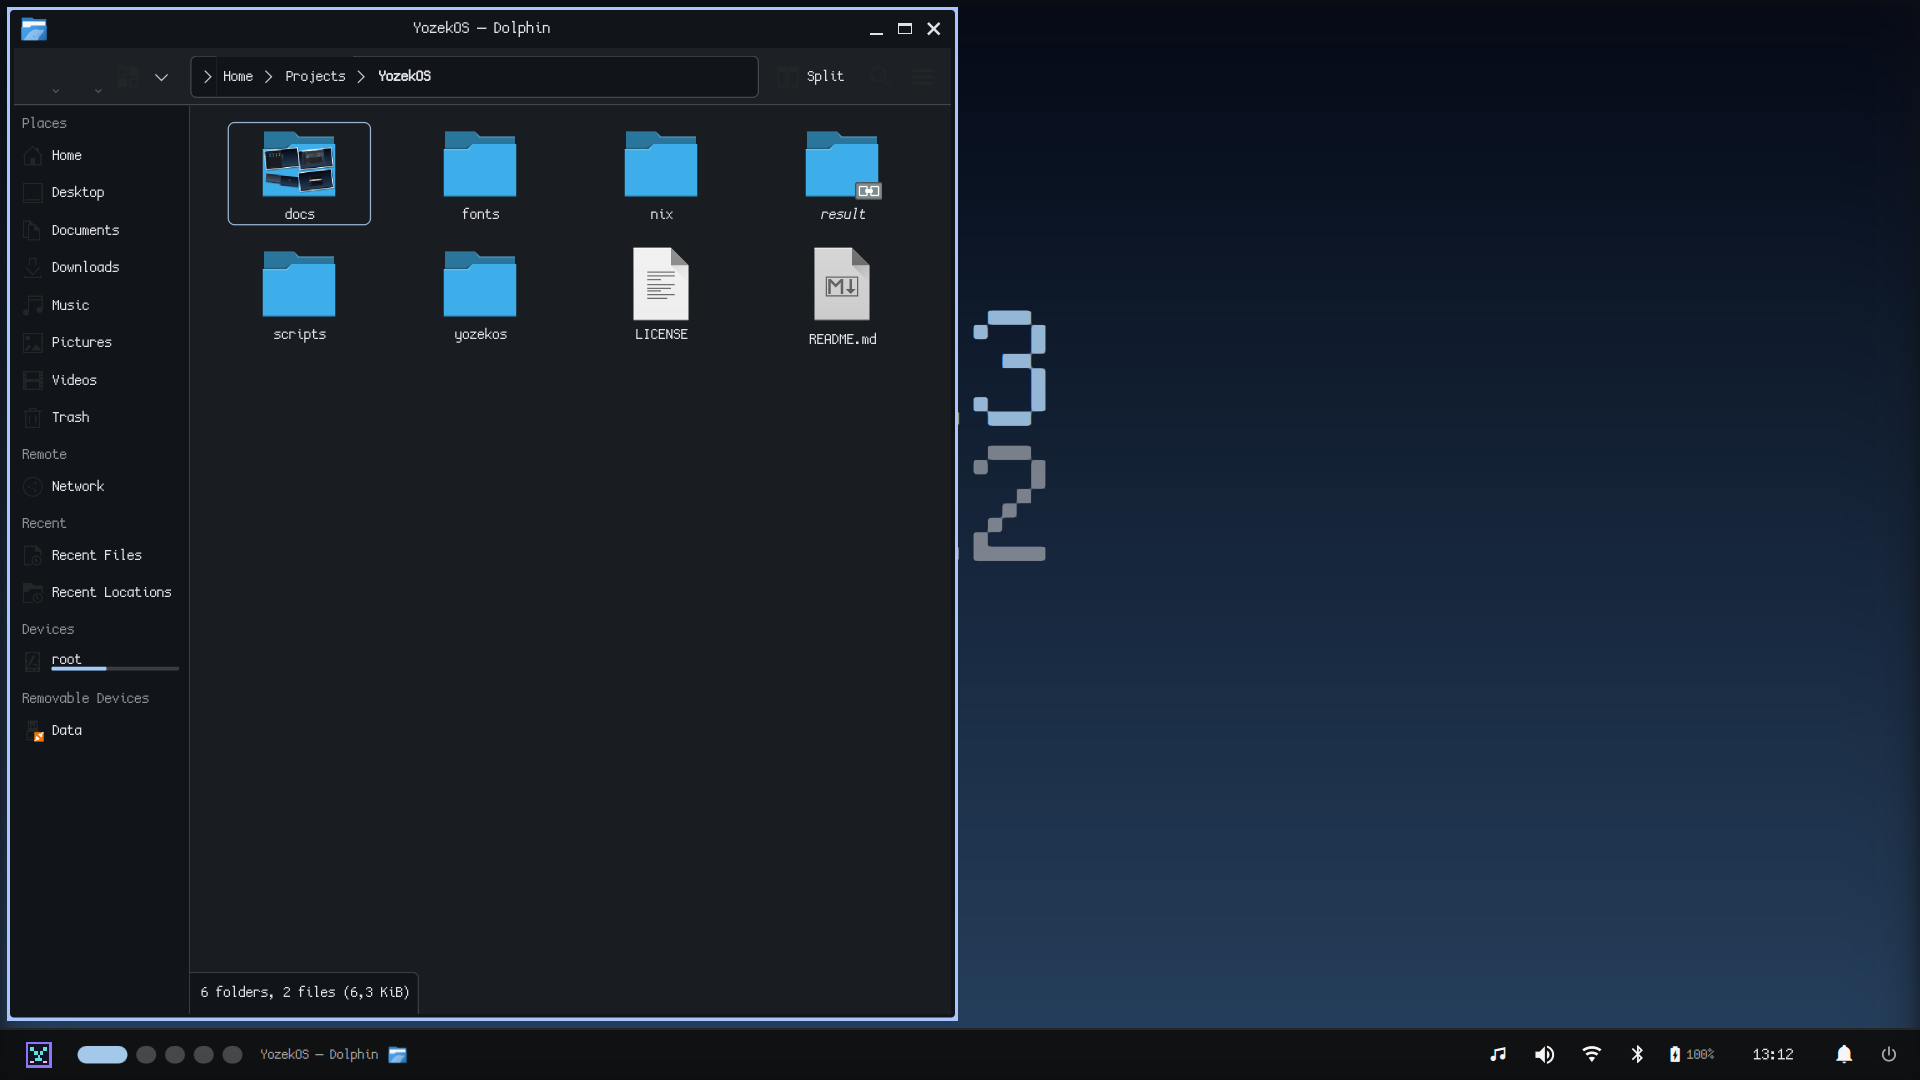 YozekOS — Dolphin
Home
Projects
YozekOS
Split
Places
Home
Desktop
Documents
Downloads
Music
Pictures
Videos
Trash
Remote
Network
Recent
Recent Files
Recent Locations
Devices
root
Removable Devices
Data
docs
fonts
nix
result
scripts
yozekos
LICENSE
M
README.md
6 folders, 2 files (6,3 KiB)
3
2
YozekOS — Dolphin
100%
13:12